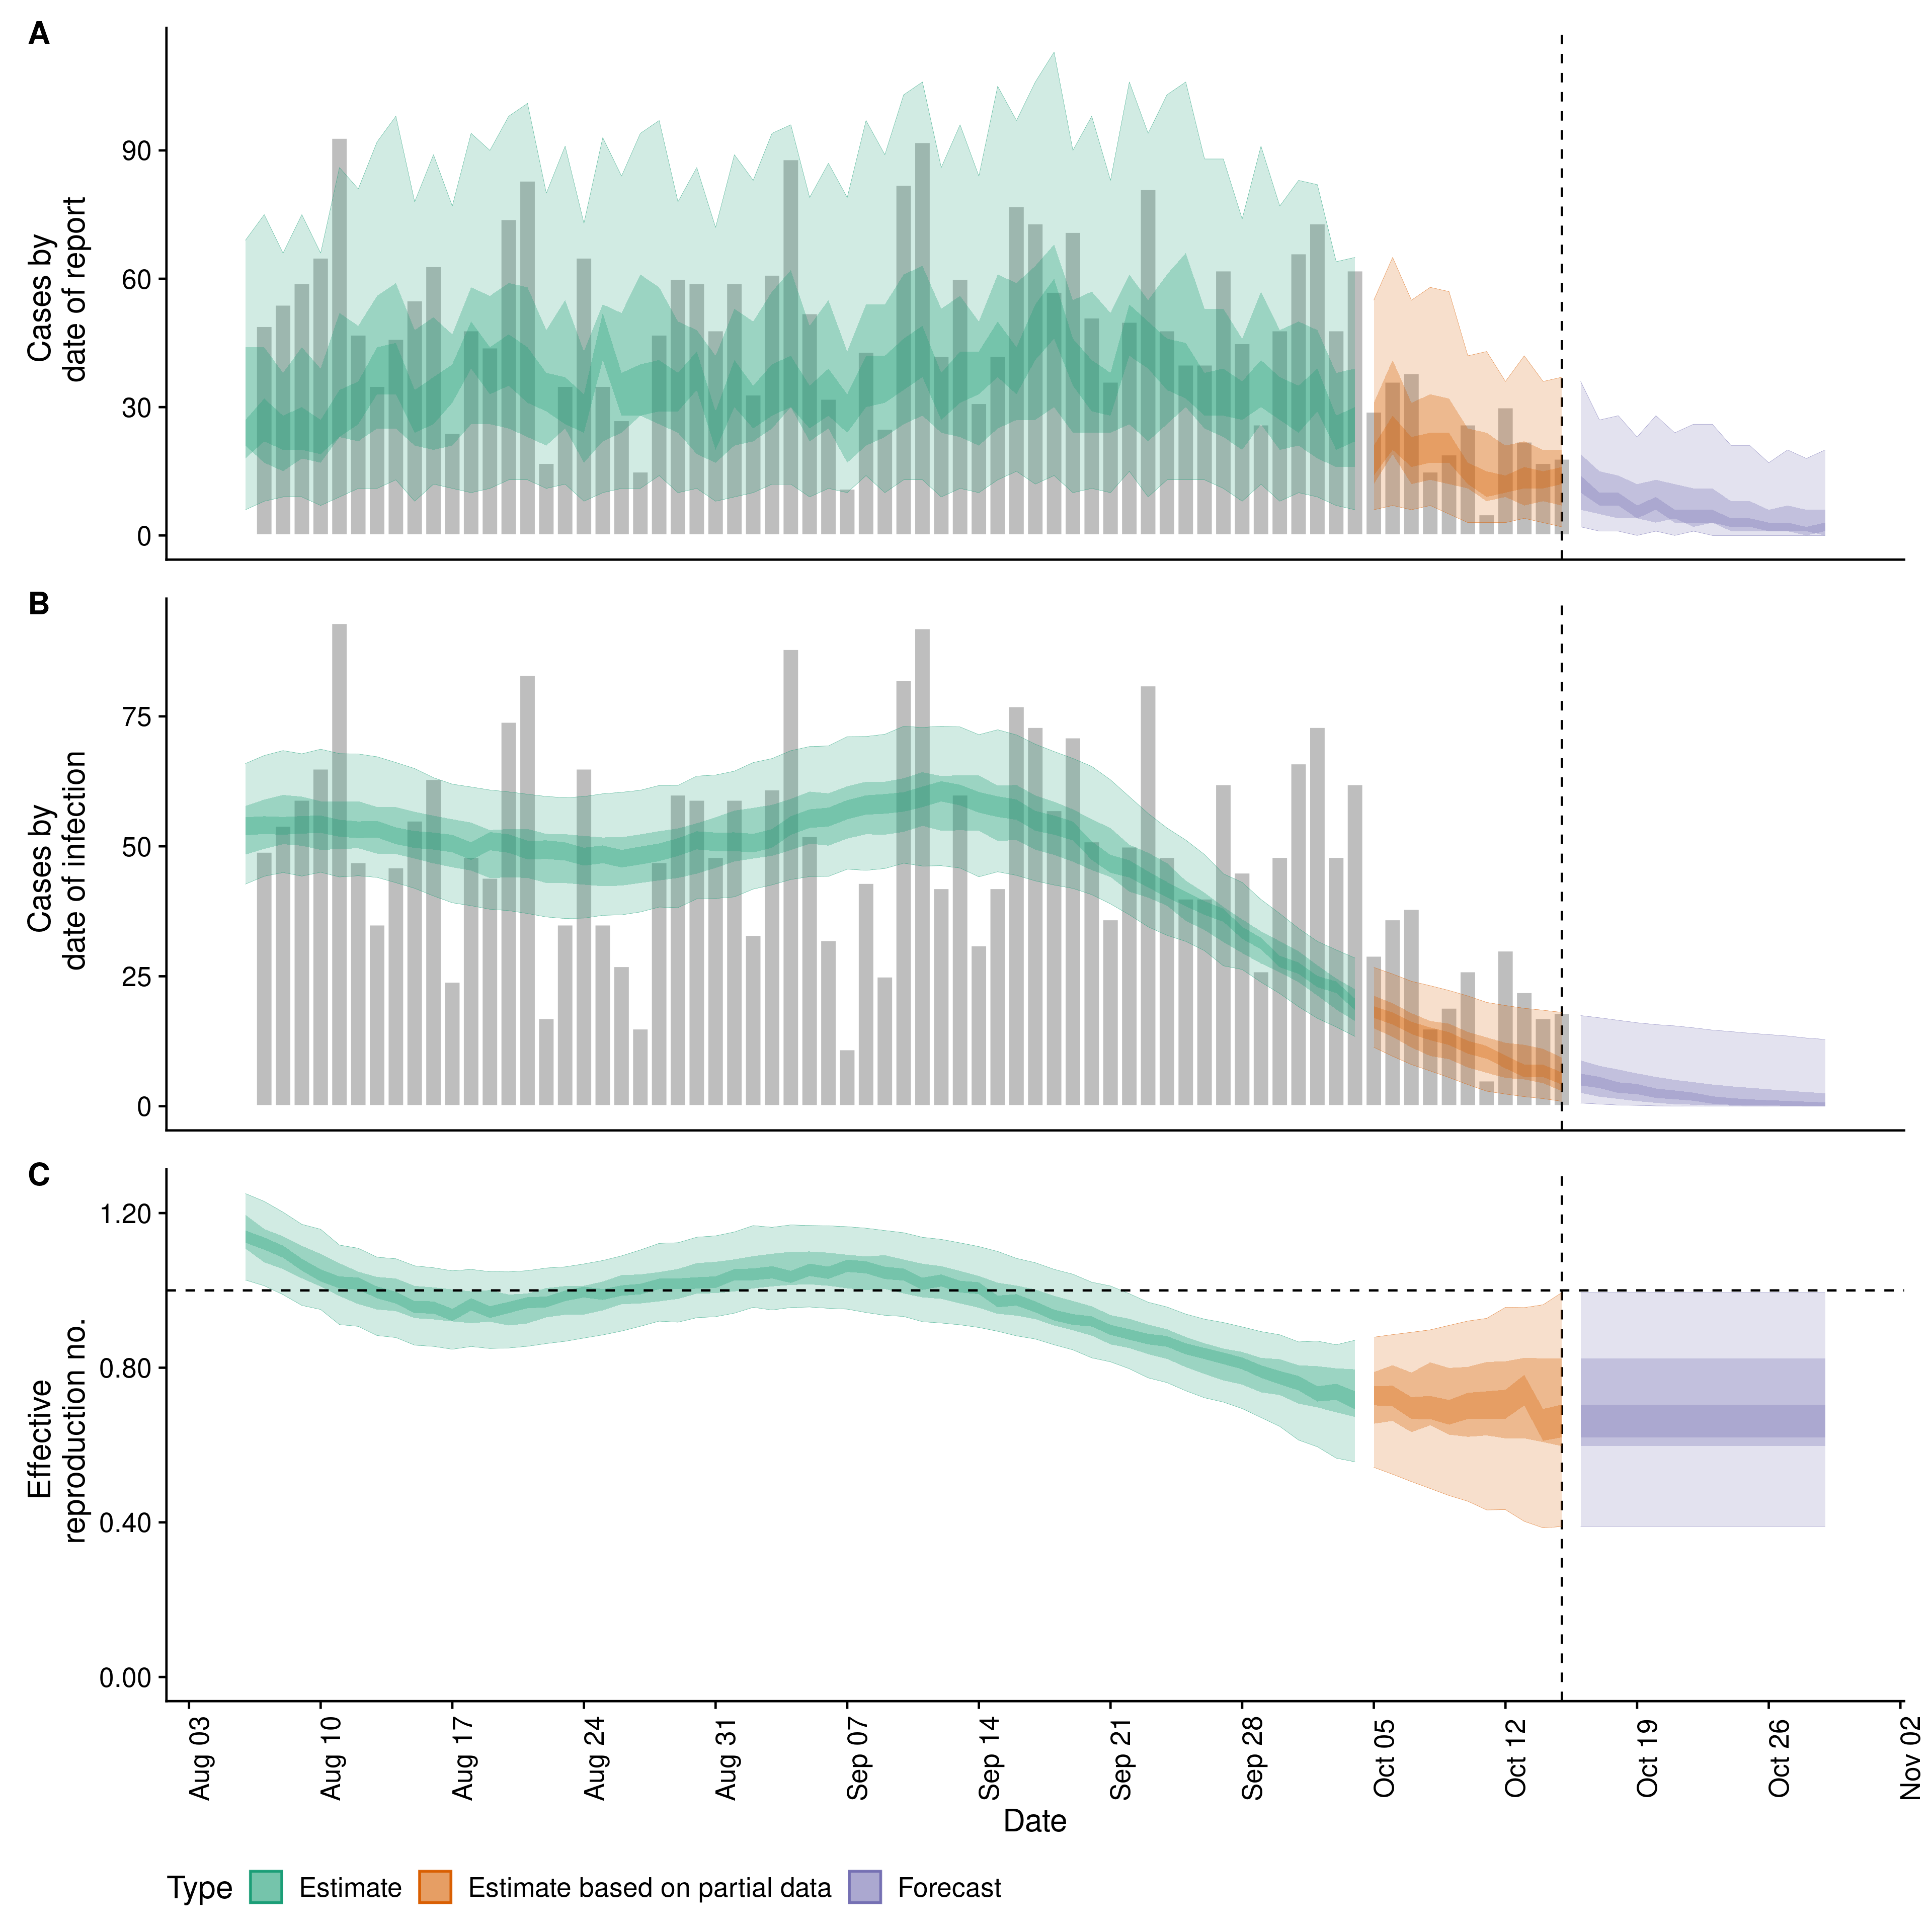 A
Cases by
date of report
90
60
30
0
B
Cases by
date of infection
75
50
25
0
C
Effective
reproduction no.
1.20
0.80
0.40
0.00
Aug 03
Aug 10
Aug 17
Aug 24
Aug 31
Sep 07
Sep 14
Sep 21
Sep 28
Oct 05
Oct 12
Oct 19
Oct 26
Nov 02
Date
Type Estimate Estimate based on partial data Forecast